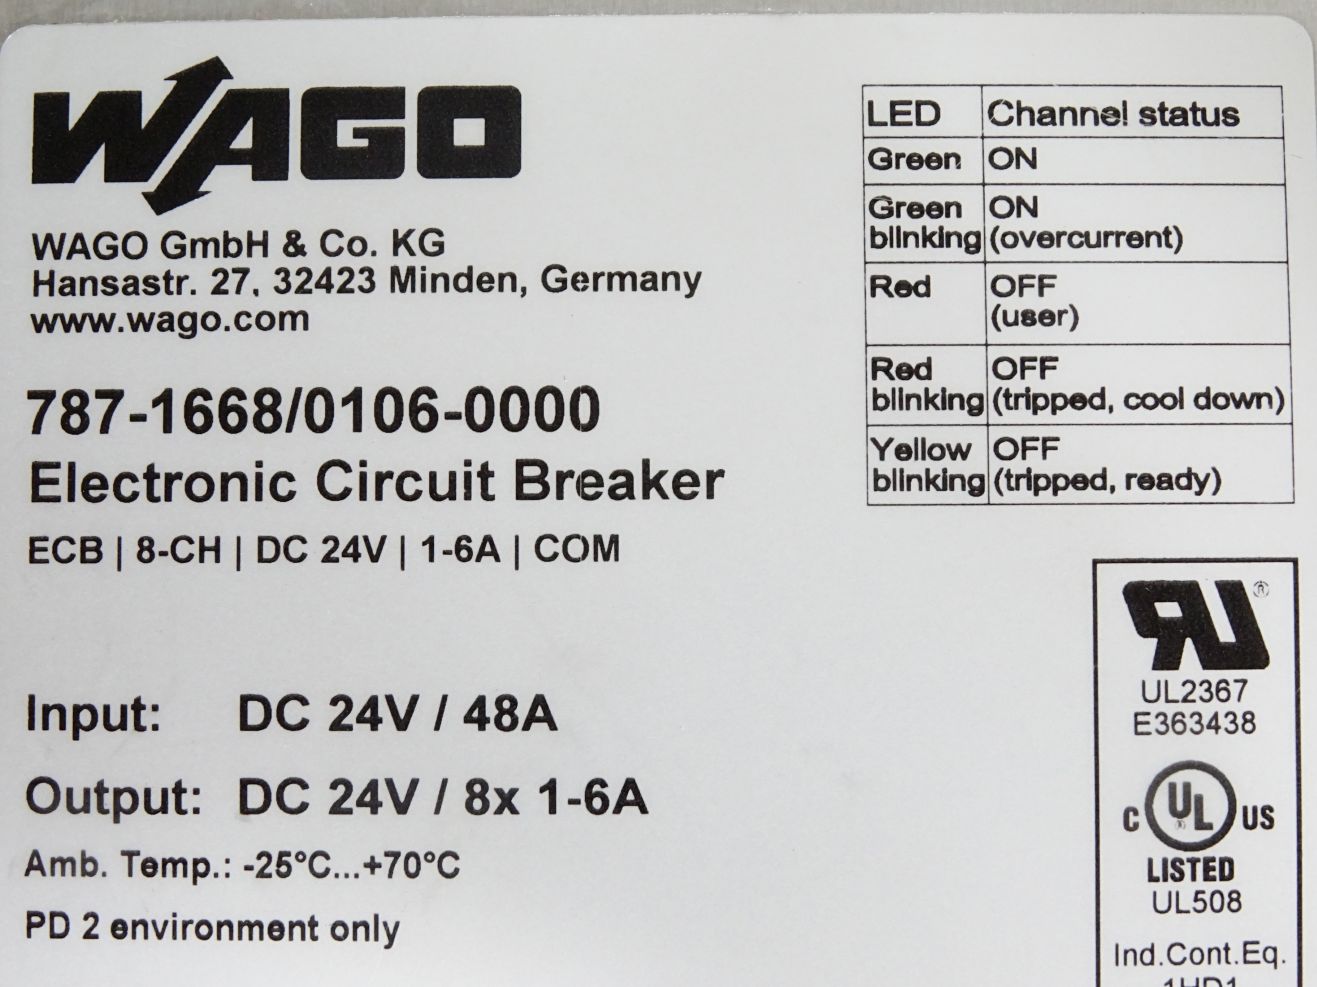 WAGO
WAGO GmbH & Co. KG
Hansastr. 27, 32423 Minden, Germany
www.wago.com
787-1668/0106-0000
Electronic Circuit Breaker
ECB | 8-CH | DC 24V | 1-6A | COM
Input: DC 24V / 48A
Output: DC 24V / 8x 1-6A
Amb. Temp.: -25°C...+70°C
PD 2 environment only
LED Channel status
Green ON
Green ON
blinking (overcurrent)
Red OFF
(user)
Red OFF
blinking (tripped, cool down)
Yellow OFF
blinking (tripped, ready)
RU ®
UL2367
E363438
C UL ® US
LISTED
UL508
Ind.Cont.Eq.
1HD1